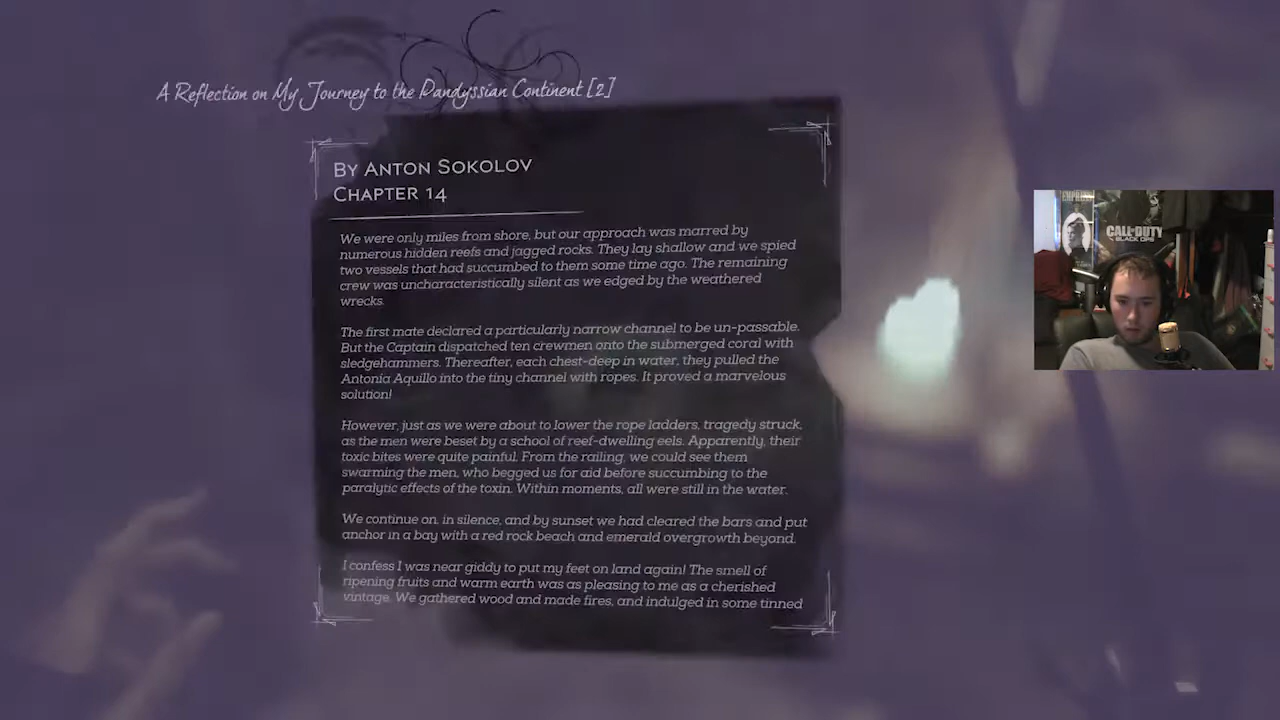 A Reflection on My Journey to the Pandyssian Continent [2]
By Anton Sokolov
Chapter 14
We were only miles from shore, but our approach was marred by
numerous hidden reefs and jagged rocks. They lay shallow and we spied
two vessels that had succumbed to them some time ago. The remaining
crew was uncharacteristically silent as we edged by the weathered
wrecks.
The first mate declared a particularly narrow channel to be un-passable.
But the Captain dispatched ten crewmen onto the submerged coral with
sledgehammers. Thereafter, each chest-deep in water, they pulled the
Antonia Aquillo into the tiny channel with ropes. It proved a marvelous
solution!
However, just as we were about to lower the rope ladders, tragedy struck,
as the men were beset by a school of reef-dwelling eels. Apparently, their
toxic bites were quite painful. From the railing, we could see them
swarming the men, who begged us for aid before succumbing to the
paralytic effects of the toxin. Within moments, all were still in the water.
We continue on, in silence, and by sunset we had cleared the bars and put
anchor in a bay with a red rock beach and emerald overgrowth beyond.
I confess I was near giddy to put my feet on land again! The smell of
ripening fruits and warm earth was as pleasing to me as a cherished
vintage. We gathered wood and made fires, and indulged in some tinned
EMPRESS
CALL OF DUTY
BLACK OPS